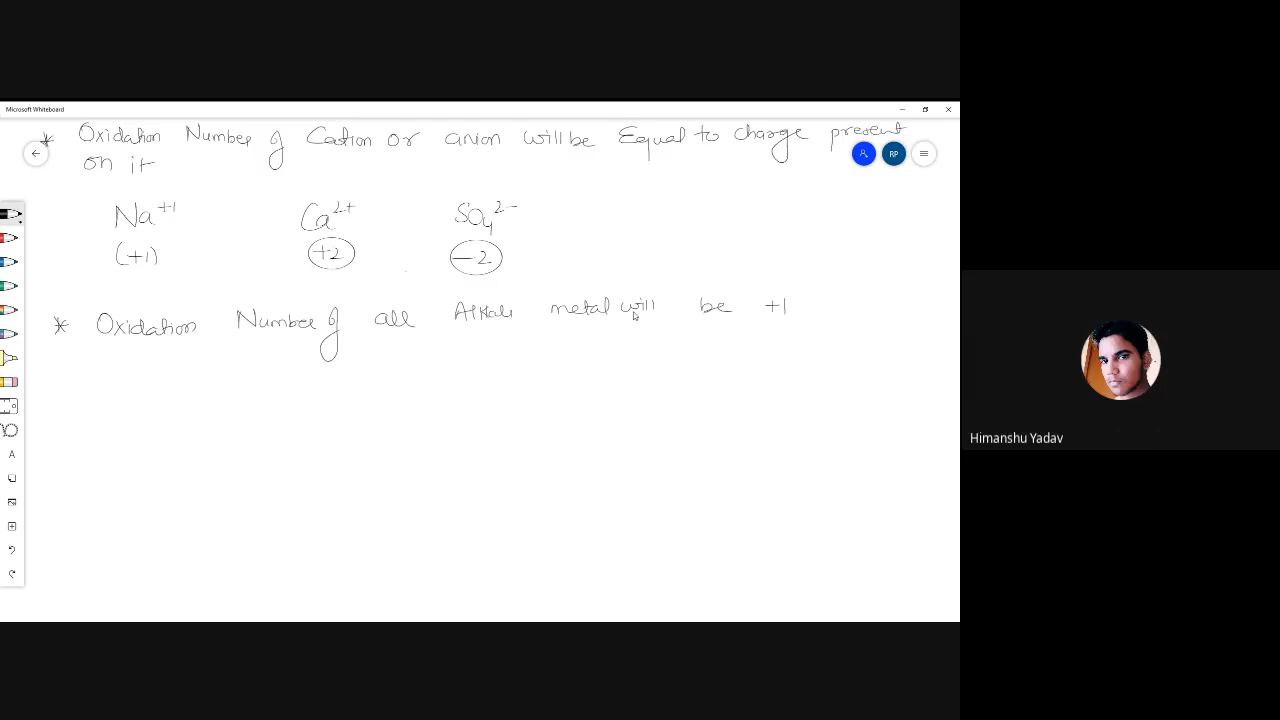 Microsoft Whiteboard
* Oxidation Number of Cation or anion will be Equal to charge present
on it
RP
Na+1 Ca2+ SO42-
(+1) +2 -2
* Oxidation Number of all Alkali metal will be +1
A
Himanshu Yadav